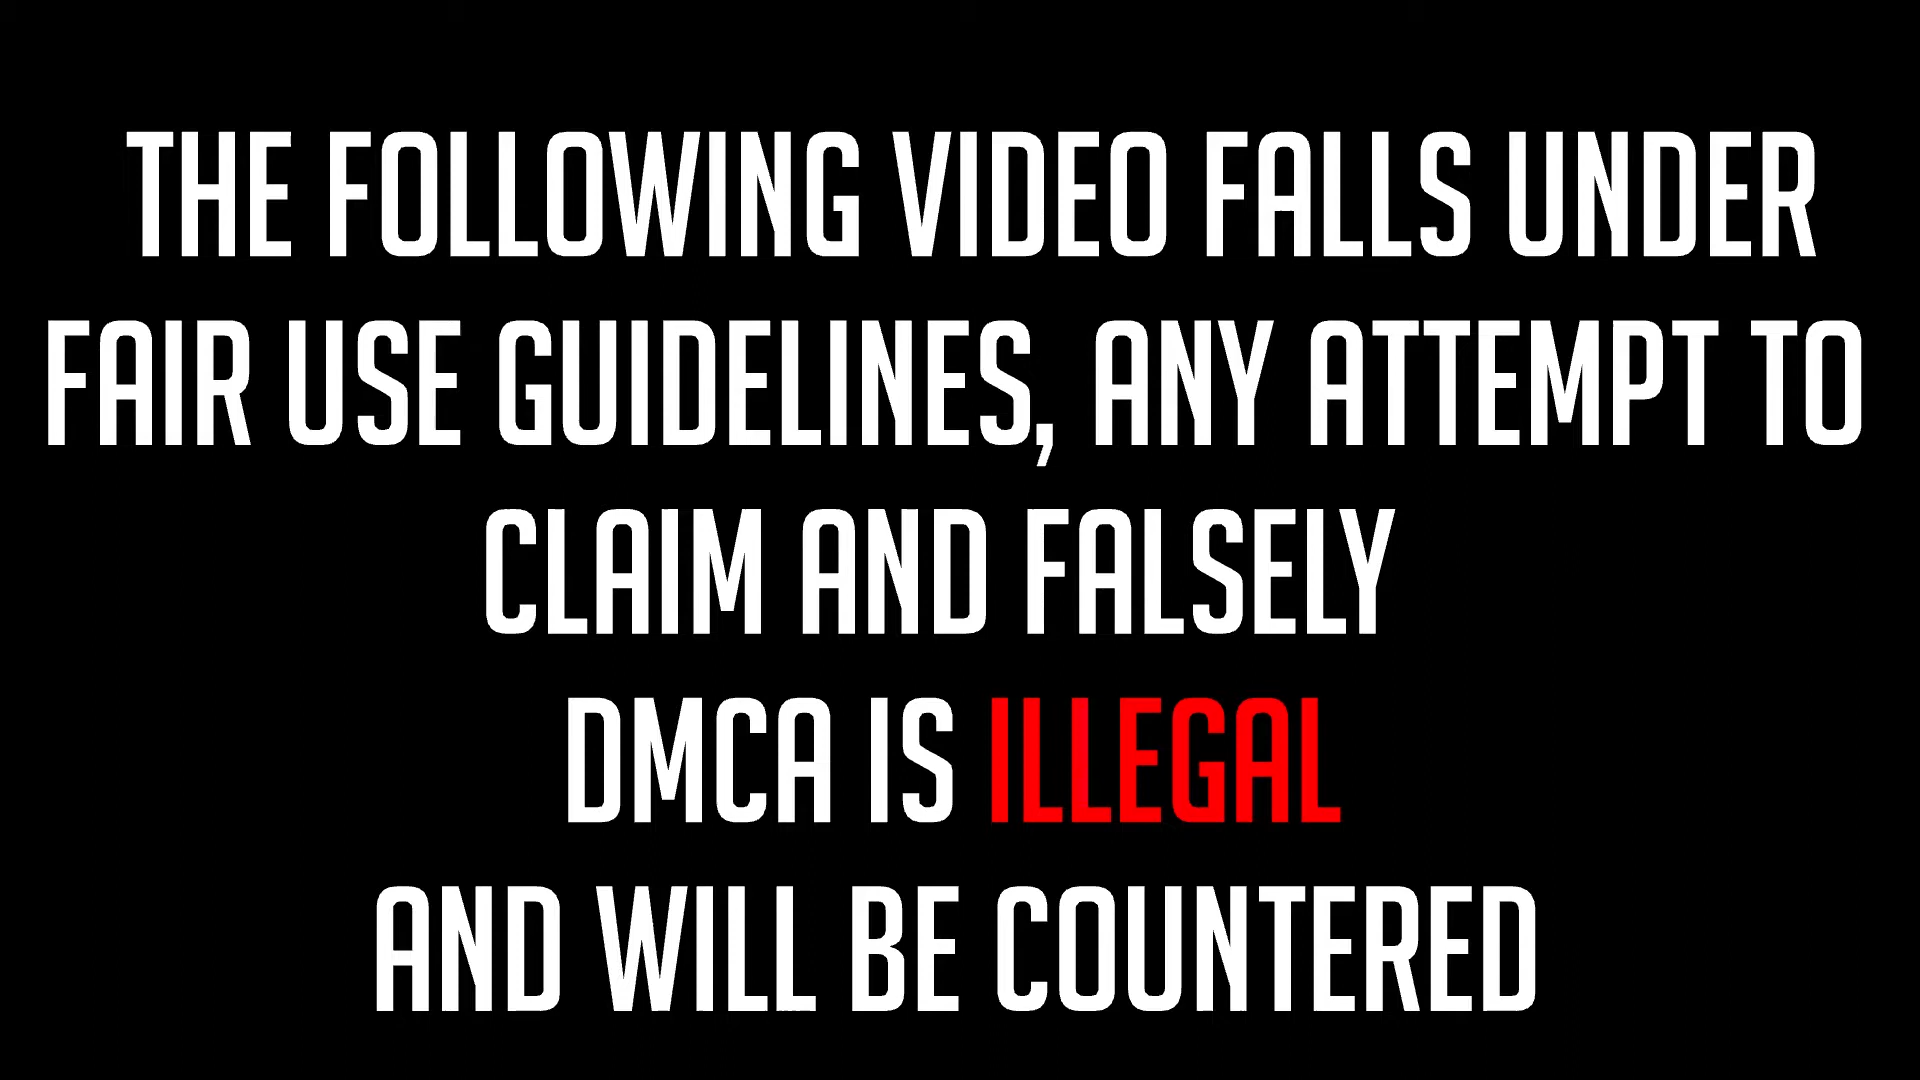 THE FOLLOWING VIDEO FALLS UNDER
FAIR USE GUIDELINES, ANY ATTEMPT TO
CLAIM AND FALSELY
DMCA IS ILLEGAL
AND WILL BE COUNTERED